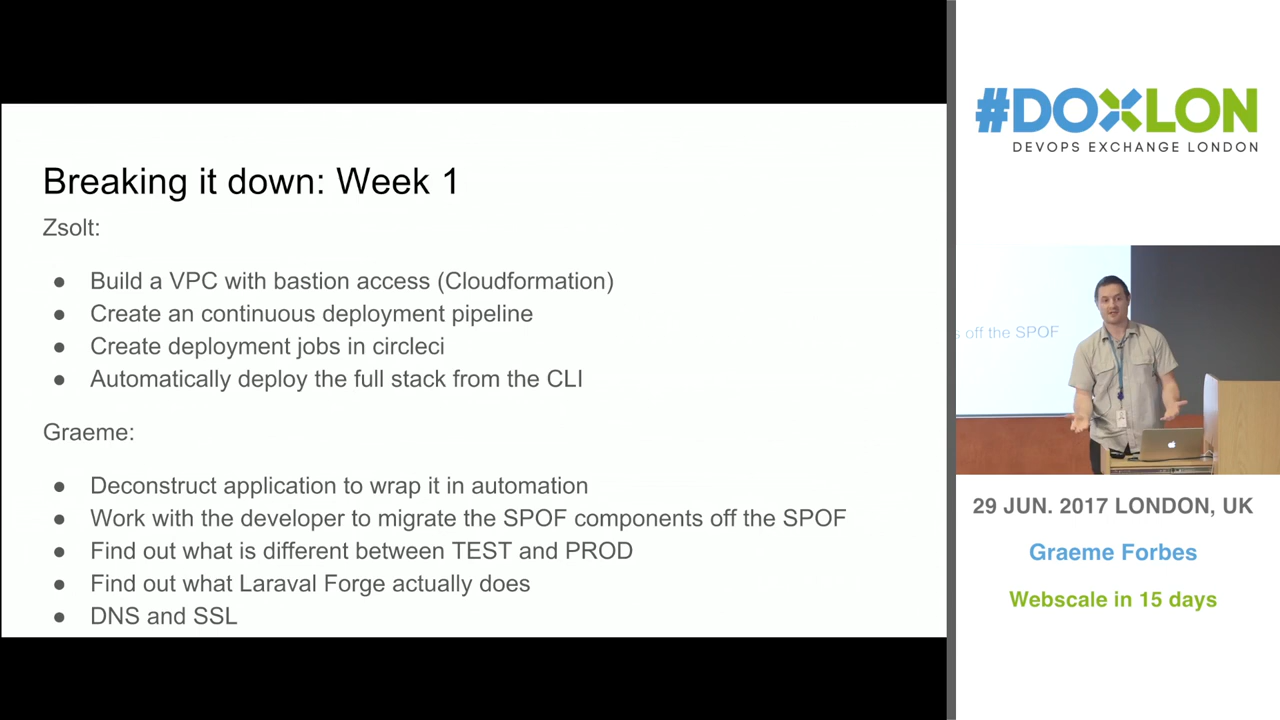 Breaking it down: Week 1
Zsolt:
● Build a VPC with bastion access (Cloudformation)
● Create an continuous deployment pipeline
● Create deployment jobs in circleci
● Automatically deploy the full stack from the CLI
Graeme:
● Deconstruct application to wrap it in automation
● Work with the developer to migrate the SPOF components off the SPOF
● Find out what is different between TEST and PROD
● Find out what Laraval Forge actually does
● DNS and SSL
#DOXLON
DEVOPS EXCHANGE LONDON
s off the SPOF
29 JUN. 2017 LONDON, UK
Graeme Forbes
Webscale in 15 days